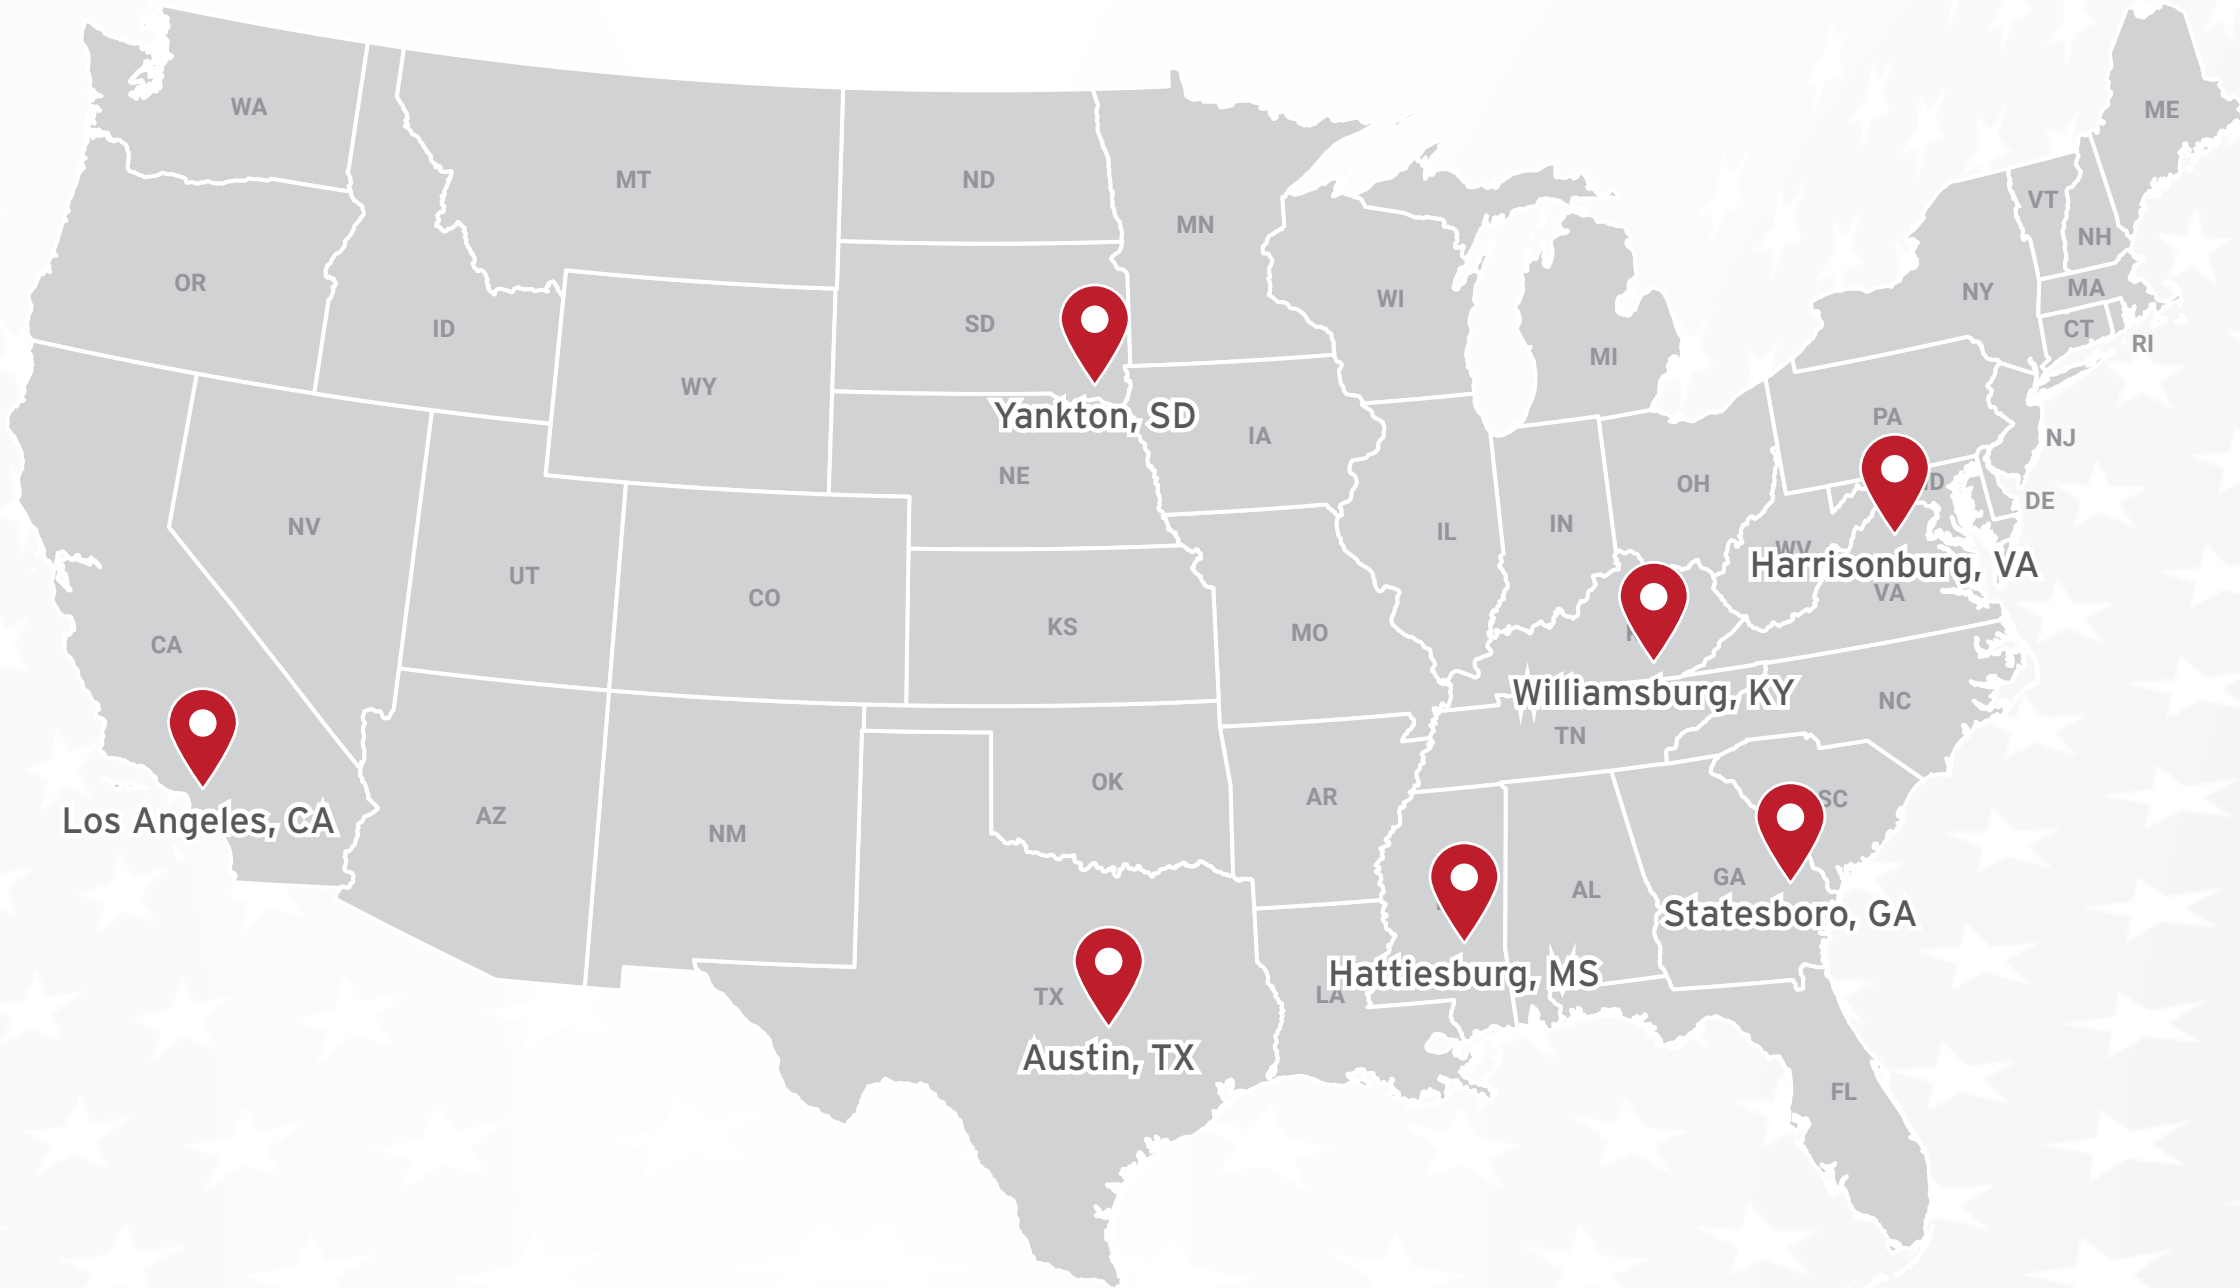 WA
ME
MT
ND
VT
MN
NH
OR
MA
NY
WI
SD
ID
CT
RI
MI
WY
PA
Yankton, SD
IA
NJ
NE
D
OH
DE
NV
IN
IL
WV
Harrisonburg, VA
UT
VA
CO
KS
MO
CA
Williamsburg, KY
NC
TN
OK
AR
SC
Los Angeles, CA
AZ
NM
GA
AL
Statesboro, GA
Hattiesburg, MS
TX
LA
Austin, TX
FL